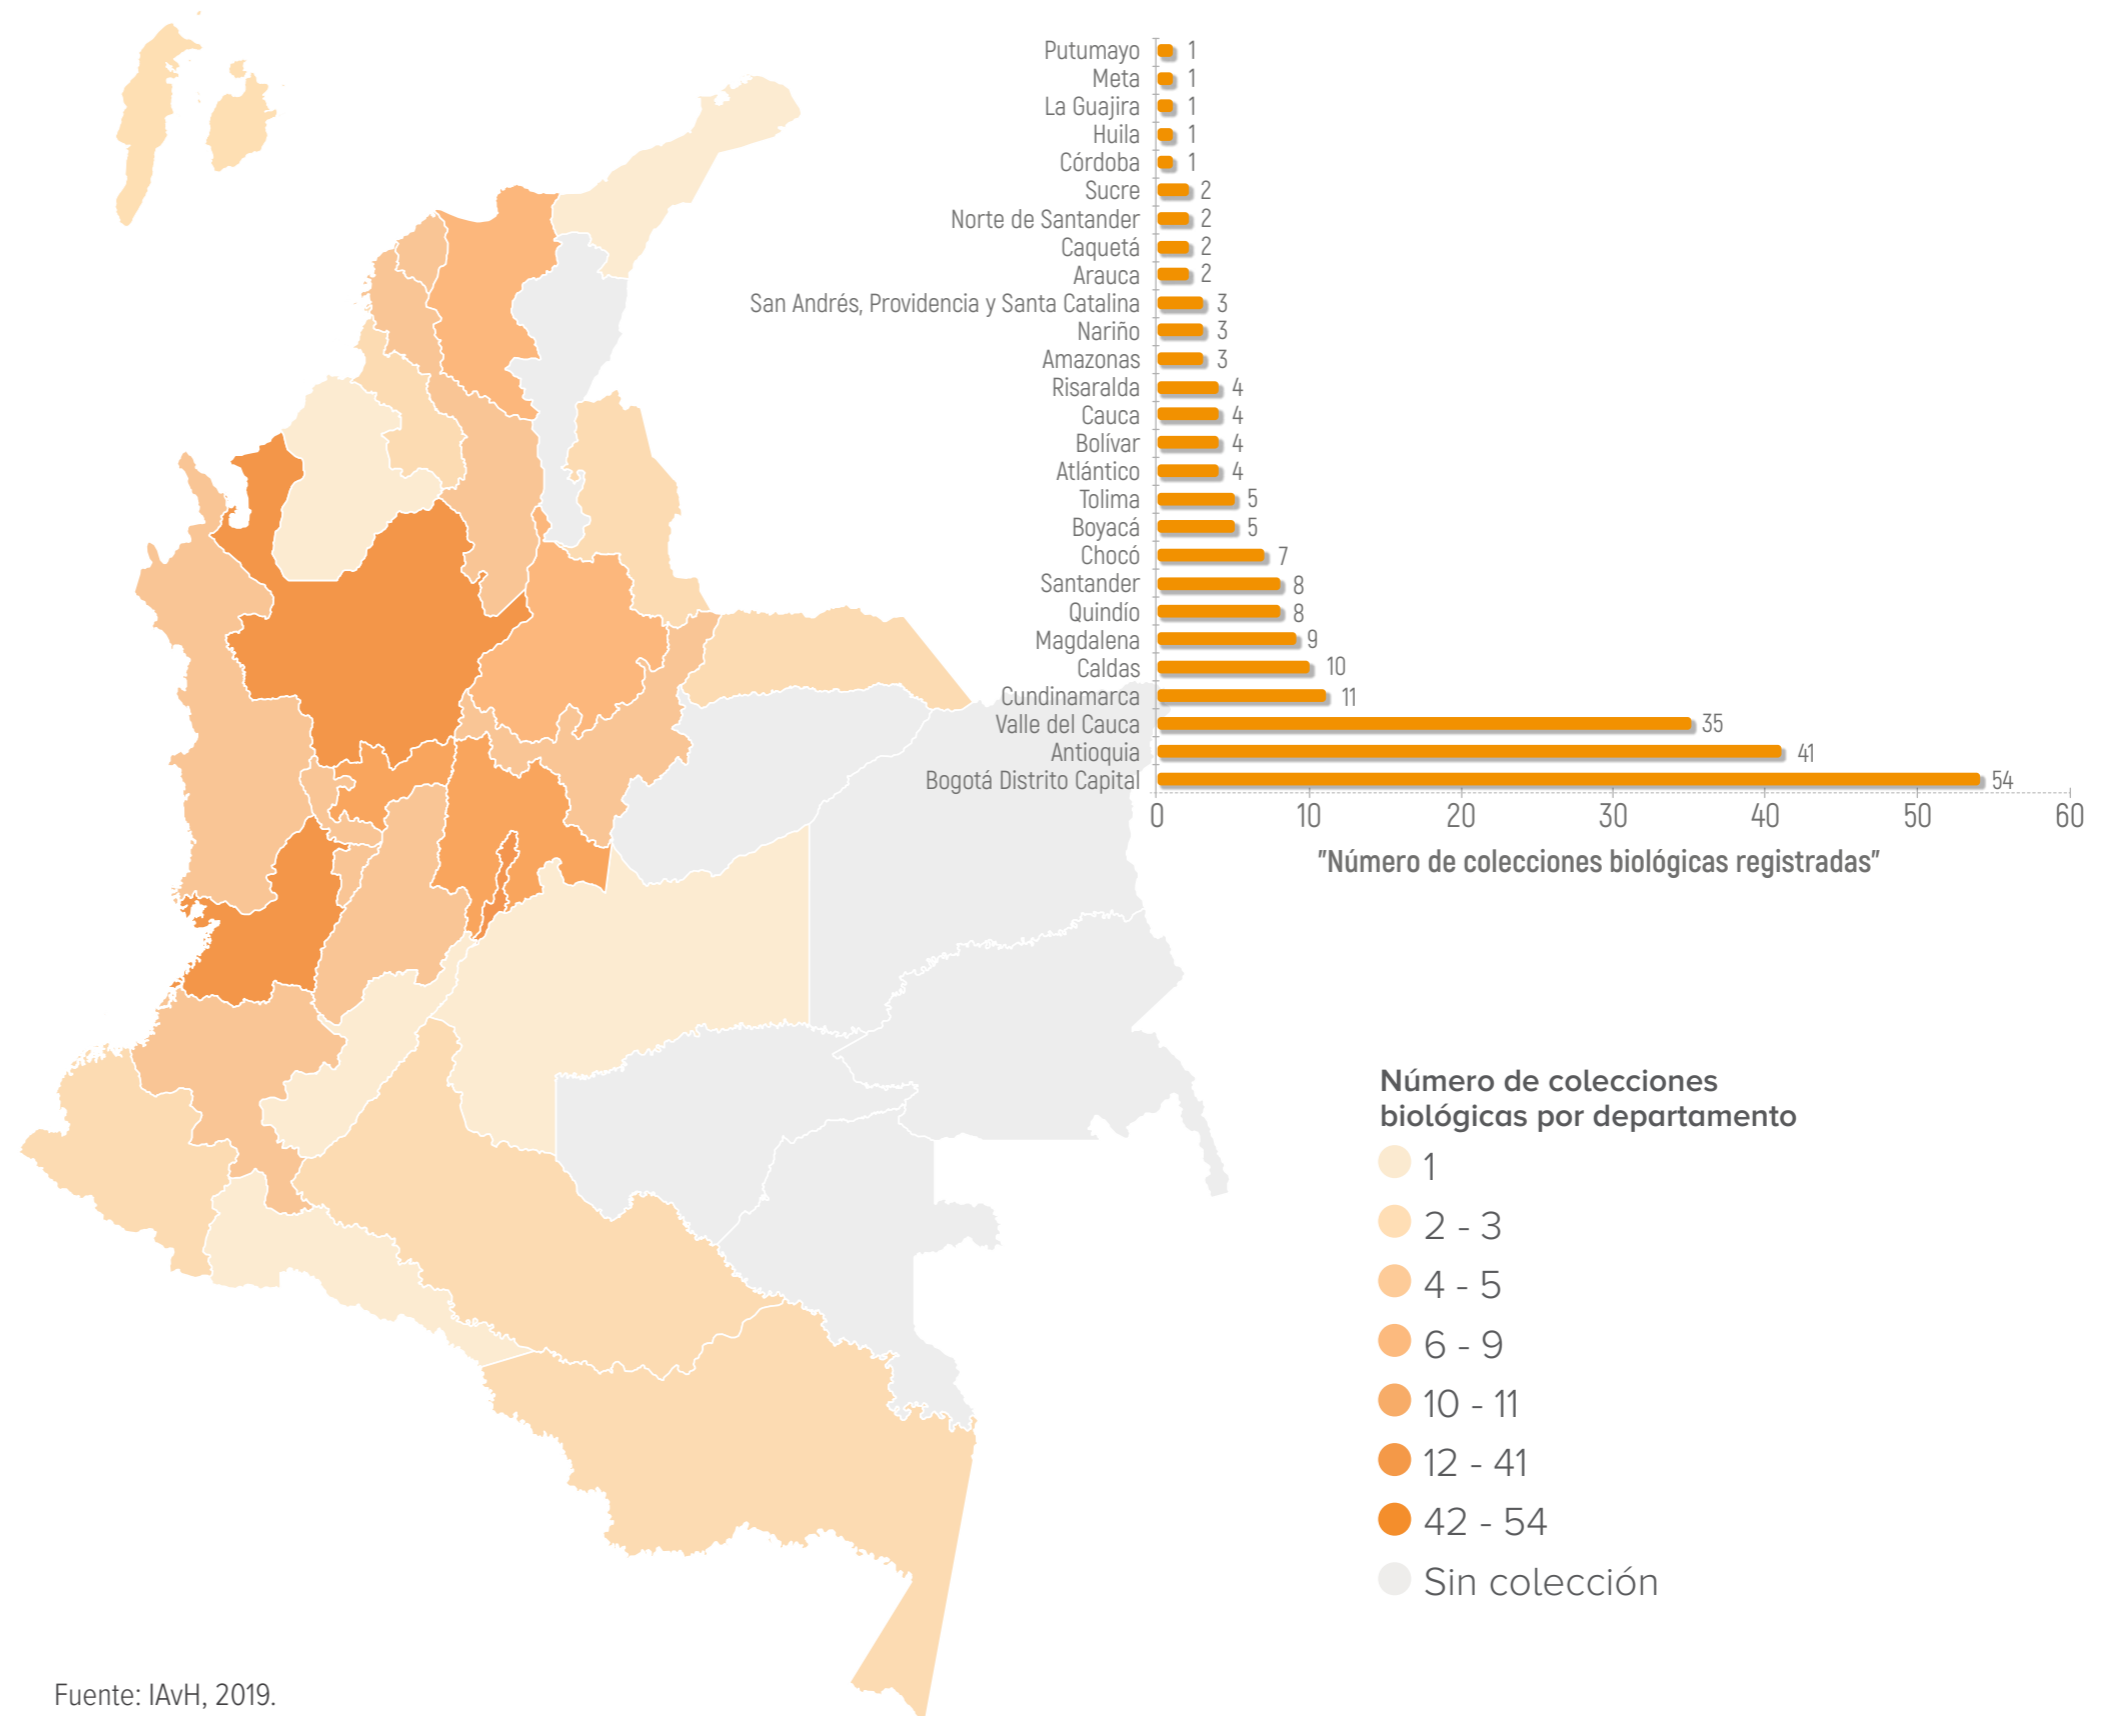 Putumayo 1
Meta 1
La Guajira 1
Huila 1
Córdoba 1
Sucre 2
Norte de Santander 2
Caquetá 2
Arauca 2
San Andrés, Providencia y Santa Catalina 3
Nariño 3
Amazonas 3
Risaralda 4
Cauca 4
Bolívar 4
Atlántico 4
Tolima 5
Boyacá 5
Chocó 7
Santander 8
Quindío 8
Magdalena 9
Caldas 10
Cundinamarca 11
Valle del Cauca 35
Antioquia 41
Bogotá Distrito Capital 54
0 10 20 30 40 50 60
"Número de colecciones biológicas registradas"
Número de colecciones
biológicas por departamento
1
2 - 3
4 - 5
6 - 9
10 - 11
12 - 41
42 - 54
Sin colección
Fuente: IAvH, 2019.